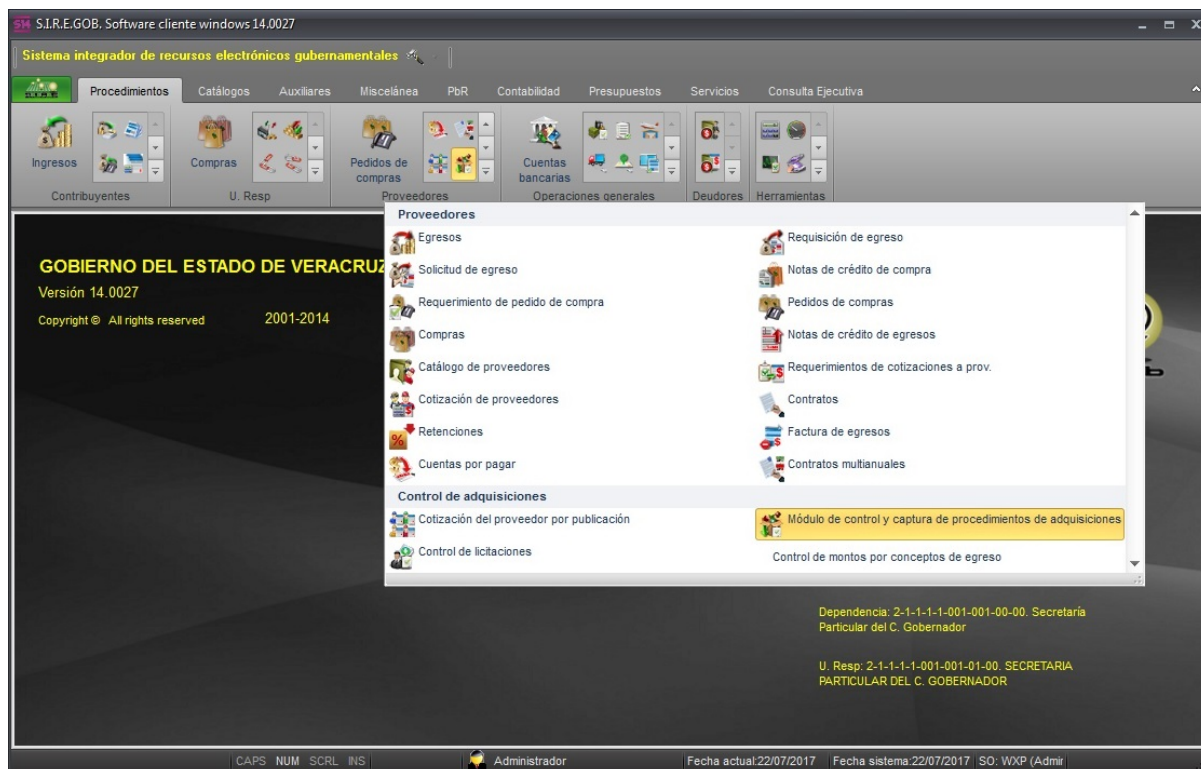 S.I.R.E.GOB. Software cliente windows 14.0027
Sistema integrador de recursos electrónicos gubernamentales
Procedimientos Catálogos Auxiliares Miscelánea PbR Contabilidad Presupuestos Servicios Consulta Ejecutiva
Ingresos
Compras
Pedidos de compras
Cuentas bancarias
Contribuyentes U. Resp Proveedores Operaciones generales Deudores Herramientas
GOBIERNO DEL ESTADO DE VERACRUZ
Versión 14.0027
Copyright © All rights reserved 2001-2014
Proveedores
Egresos Requisición de egreso
Solicitud de egreso Notas de crédito de compra
Requerimiento de pedido de compra Pedidos de compras
Compras Notas de crédito de egresos
Catálogo de proveedores Requerimientos de cotizaciones a prov.
Cotización de proveedores Contratos
Retenciones Factura de egresos
Cuentas por pagar Contratos multianuales
Control de adquisiciones
Cotización del proveedor por publicación Módulo de control y captura de procedimientos de adquisiciones
Control de licitaciones Control de montos por conceptos de egreso
Dependencia: 2-1-1-1-1-001-001-00-00. Secretaría
Particular del C. Gobernador
U. Resp: 2-1-1-1-1-001-001-01-00. SECRETARIA
PARTICULAR DEL C. GOBERNADOR
CAPS NUM SCRL INS Administrador Fecha actual:22/07/2017 Fecha sistema:22/07/2017 SO: WXP (Admir